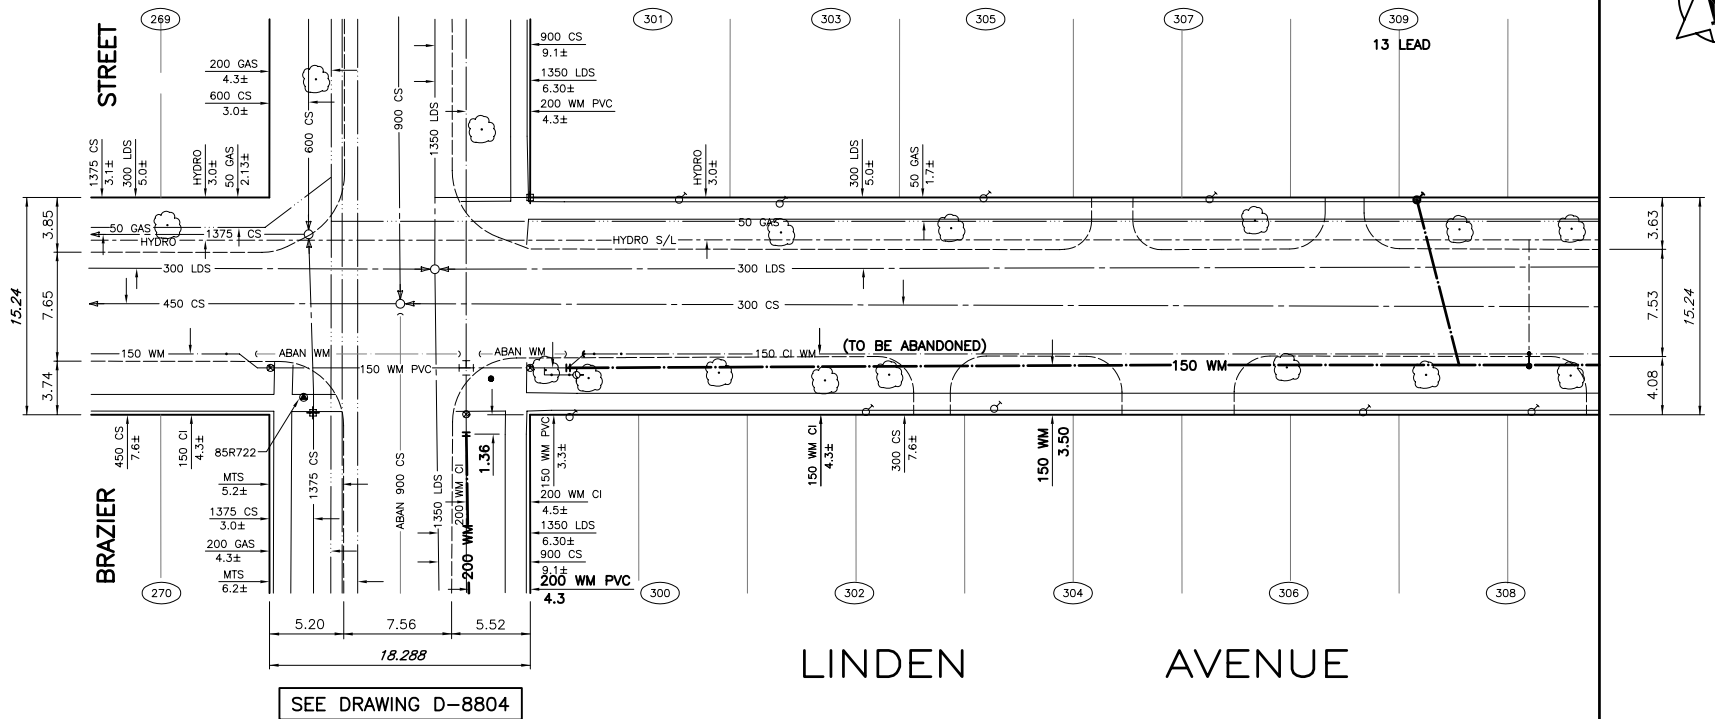 269
301
303
305
307
309
13 LEAD
STREET
200 GAS
4.3±
600 CS
3.0±
900 CS
9.1±
1350 LDS
6.30±
200 WM PVC
4.3±
600 CS
900 CS
1350 LDS
1375 CS
3.1±
300 LDS
5.0±
HYDRO
3.0±
50 GAS
2.13±
HYDRO
3.0±
300 LDS
5.0±
50 GAS
1.7±
15.24
3.85
7.65
3.74
50 GAS
1375 CS
HYDRO
50 GAS
HYDRO S/L
300 LDS
300 LDS
450 CS
300 CS
3.63
7.53
4.08
15.24
150 WM
ABAN WM
ABAN WM
150 CI WM
(TO BE ABANDONED)
150 WM PVC
150 WM
450 CS
7.6±
150 CI
4.3±
85R722
MTS
5.2±
1375 CS
3.0±
200 GAS
4.3±
MTS
6.2±
1375 CS
ABAN 900 CS
1350 LDS
200 WM CI
200 WM
1.36
150 WM PVC
3.3±
200 WM CI
4.5±
1350 LDS
6.30±
900 CS
9.1±
200 WM PVC
4.3
150 WM CI
4.3±
300 CS
7.6±
150 WM
3.50
BRAZIER
270
300
302
304
306
308
5.20
7.56
5.52
18.288
LINDEN AVENUE
SEE DRAWING D-8804